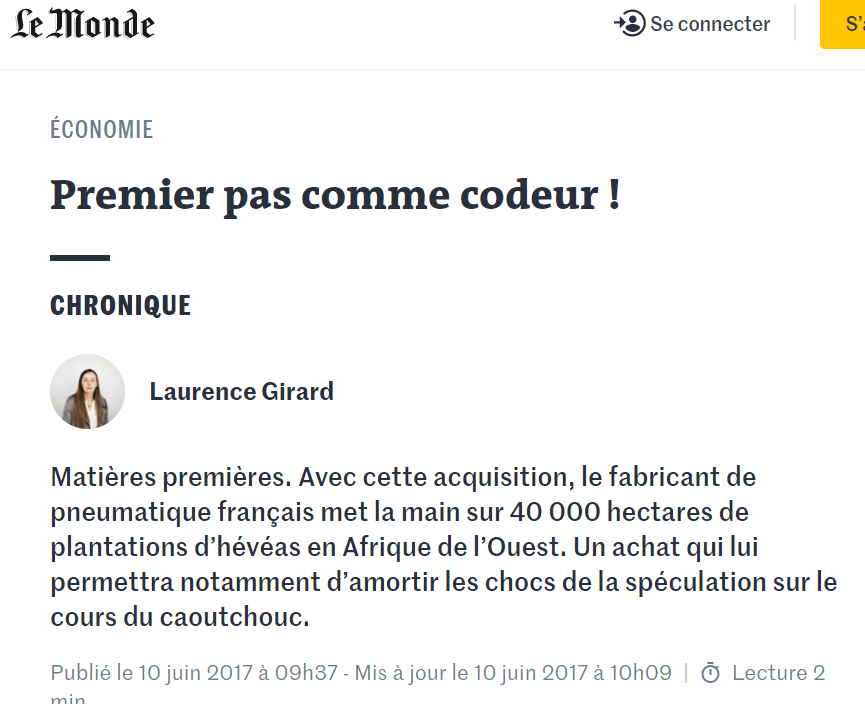 Le Monde
Se connecter
ÉCONOMIE
Premier pas comme codeur !
CHRONIQUE
Laurence Girard
Matières premières. Avec cette acquisition, le fabricant de
pneumatique français met la main sur 40 000 hectares de
plantations d’hévéas en Afrique de l’Ouest. Un achat qui lui
permettra notamment d’amortir les chocs de la spéculation sur le
cours du caoutchouc.
Publié le 10 juin 2017 à 09h37 - Mis à jour le 10 juin 2017 à 10h09 | Lecture 2
min